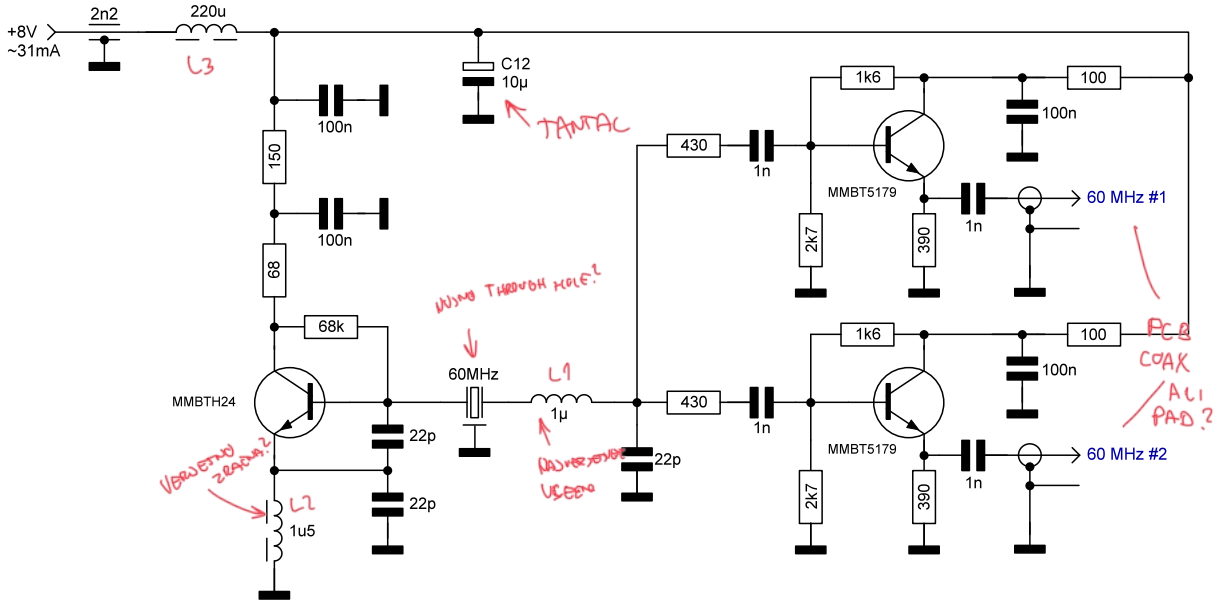 2n2
220u
+8V
~31mA
L3
C12
10µ
TANTAL
100n
150
100n
68
68k
MMBTH24
NUJNO THROUGH HOLE?
60MHz
L1
1µ
22p
22p
22p
ZRAČNA?
L2
1u5
430
1n
1k6
100
100n
MMBT5179
2k7
390
1n
60 MHz #1
430
1n
1k6
100
100n
MMBT5179
2k7
390
1n
60 MHz #2
PCB
COAX
ALI
PAD?